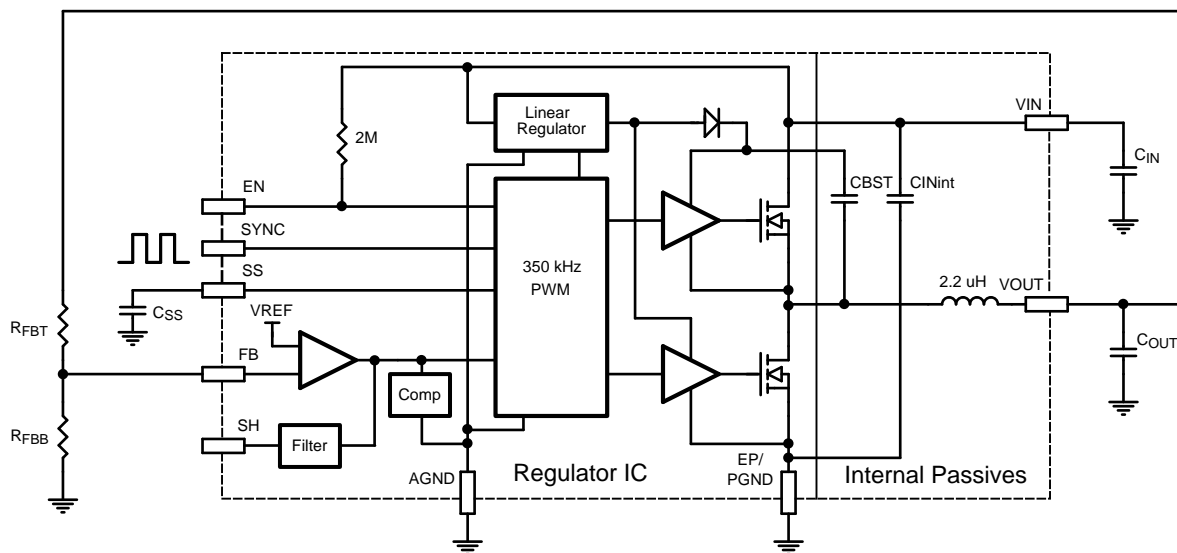 VIN
Linear
Regulator
2M
CIN
CBST
CINint
EN
SYNC
SS
350 kHz
PWM
2.2 uH
VOUT
CSS
VREF
RFBT
FB
COUT
Comp
RFBB
SH
Filter
AGND
Regulator IC
EP/
PGND
Internal Passives